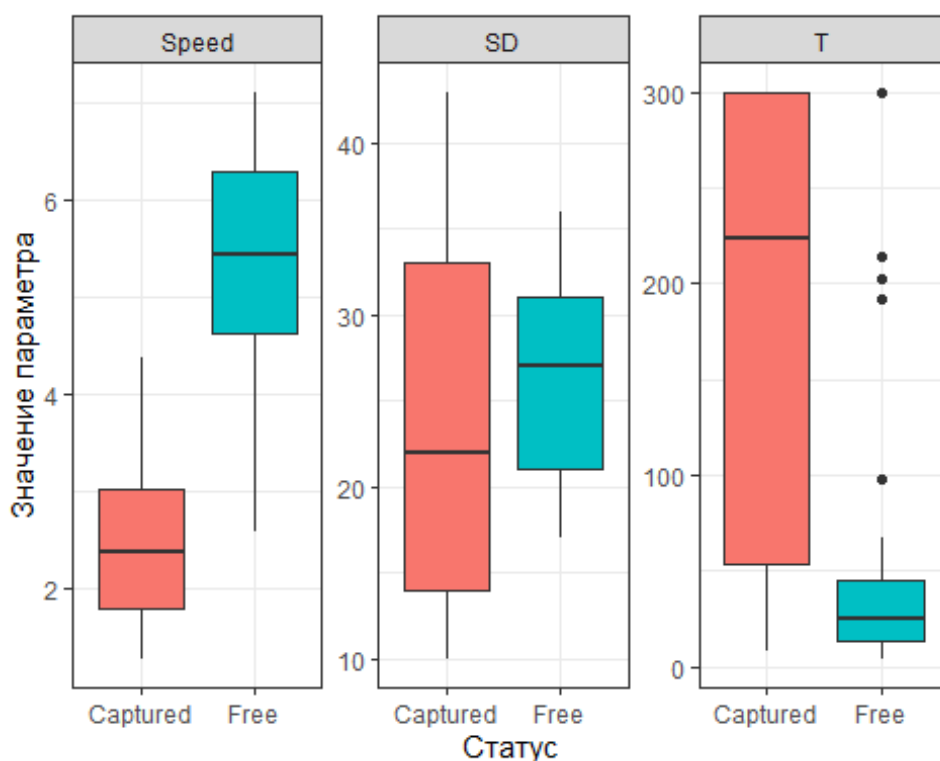 Speed
SD
T
Значение параметра
6
4
2
40
30
20
10
300
200
100
0
Captured
Free
Captured
Free
Captured
Free
Статус